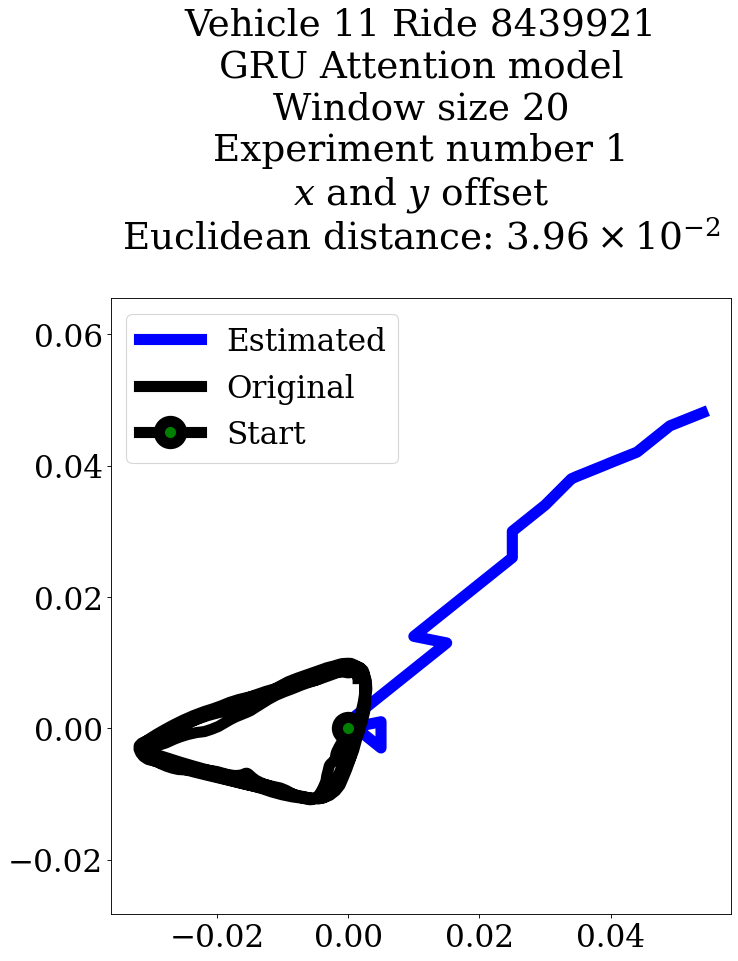 Vehicle 11 Ride 8439921
GRU Attention model
Window size 20
Experiment number 1
x and y offset
Euclidean distance: 3.96 × 10⁻²
Estimated
Original
Start
0.06
0.04
0.02
0.00
−0.02
−0.02 0.00 0.02 0.04